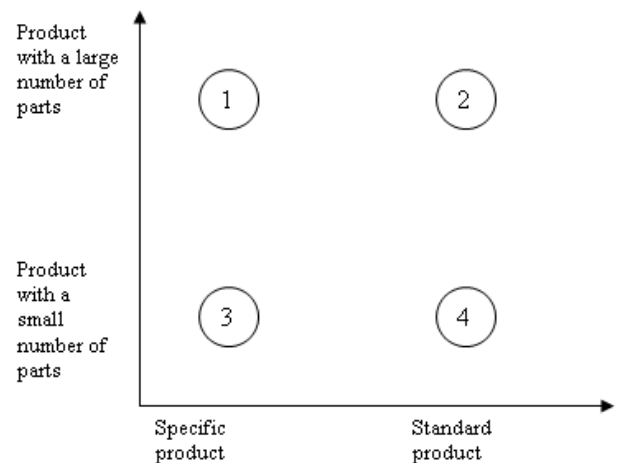 Product
with a large
number of
parts
1
2
Product
with a
small
number of
parts
3
4
Specific
product
Standard
product